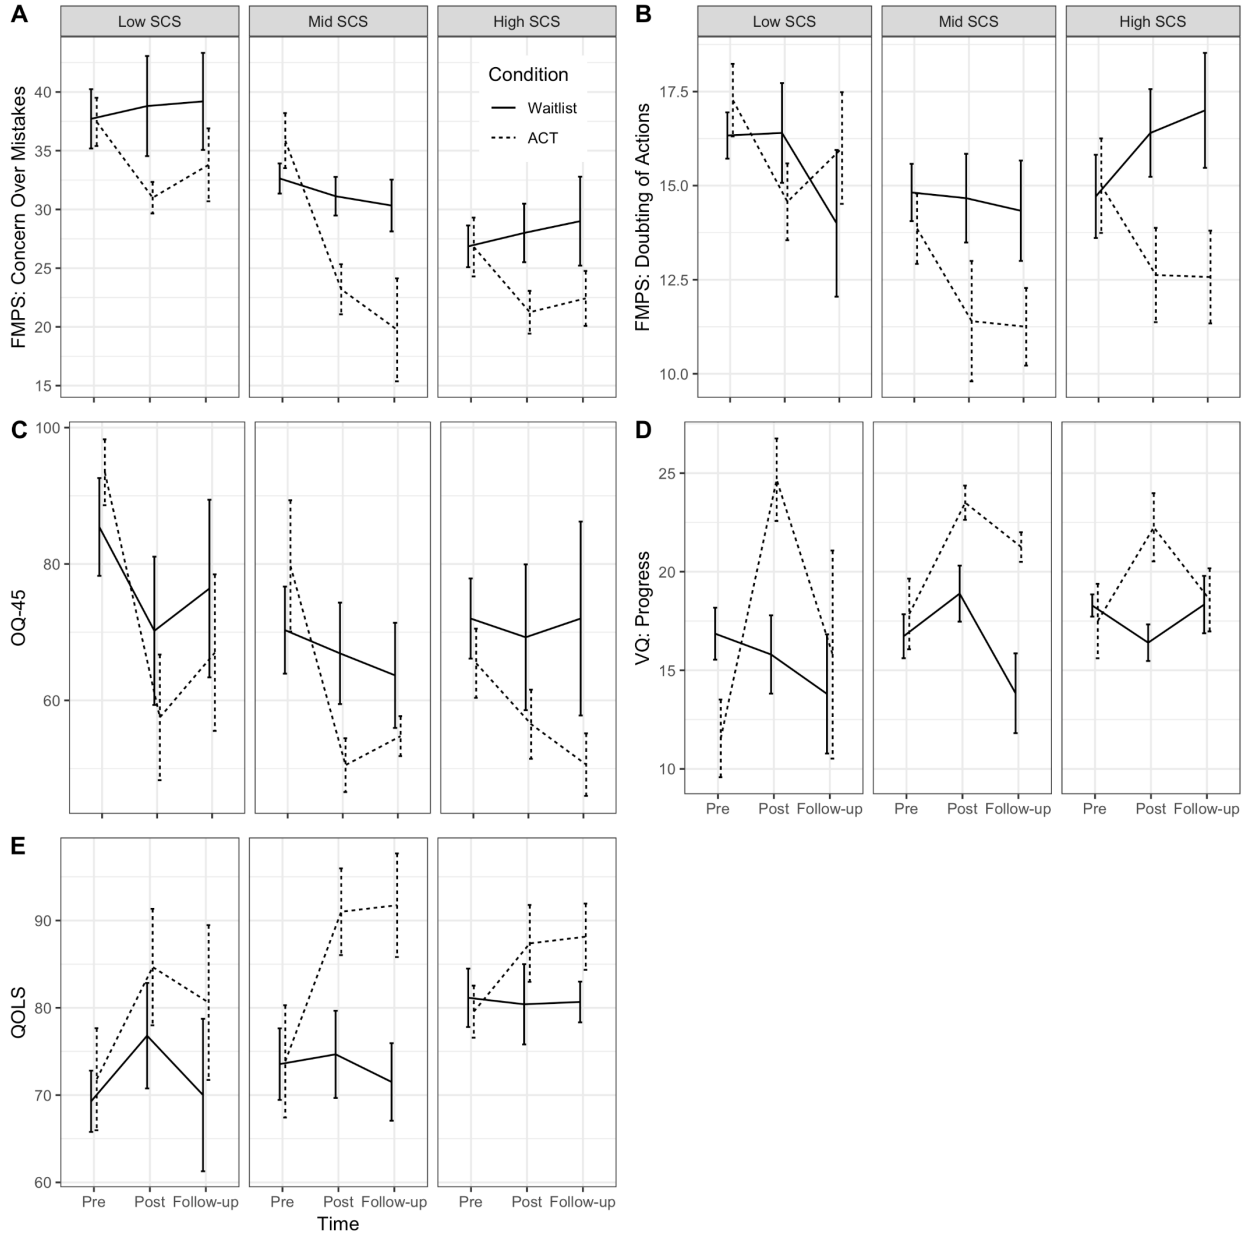 A
Low SCS
Mid SCS
High SCS
FMPS: Concern Over Mistakes
40
35
30
25
20
15
Condition
Waitlist
ACT
B
Low SCS
Mid SCS
High SCS
FMPS: Doubting of Actions
17.5
15.0
12.5
10.0
C
OQ-45
100
80
60
D
VQ: Progress
25
20
15
10
Pre Post Follow-up
Pre Post Follow-up
Pre Post Follow-up
E
QOLS
90
80
70
60
Pre Post Follow-up
Pre Post Follow-up
Pre Post Follow-up
Time